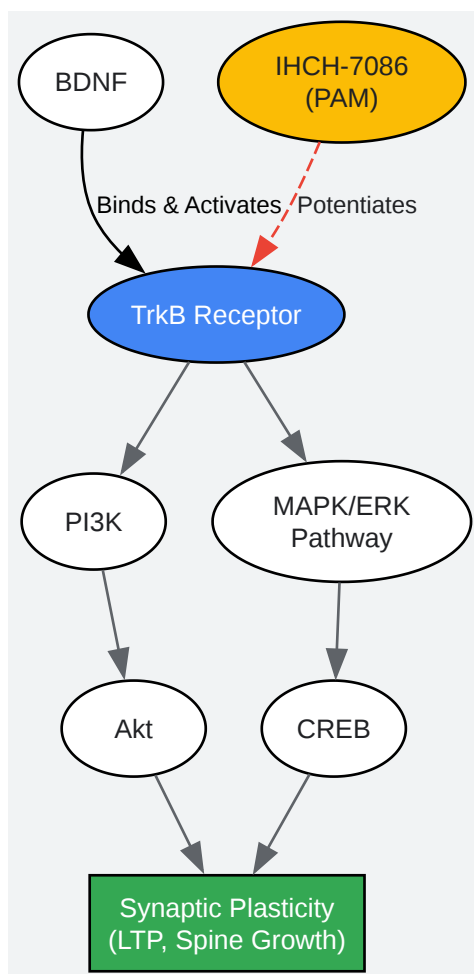 BDNF
IHCH-7086
(PAM)
Binds & Activates
Potentiates
TrkB Receptor
PI3K
MAPK/ERK
Pathway
Akt
CREB
Synaptic Plasticity
(LTP, Spine Growth)